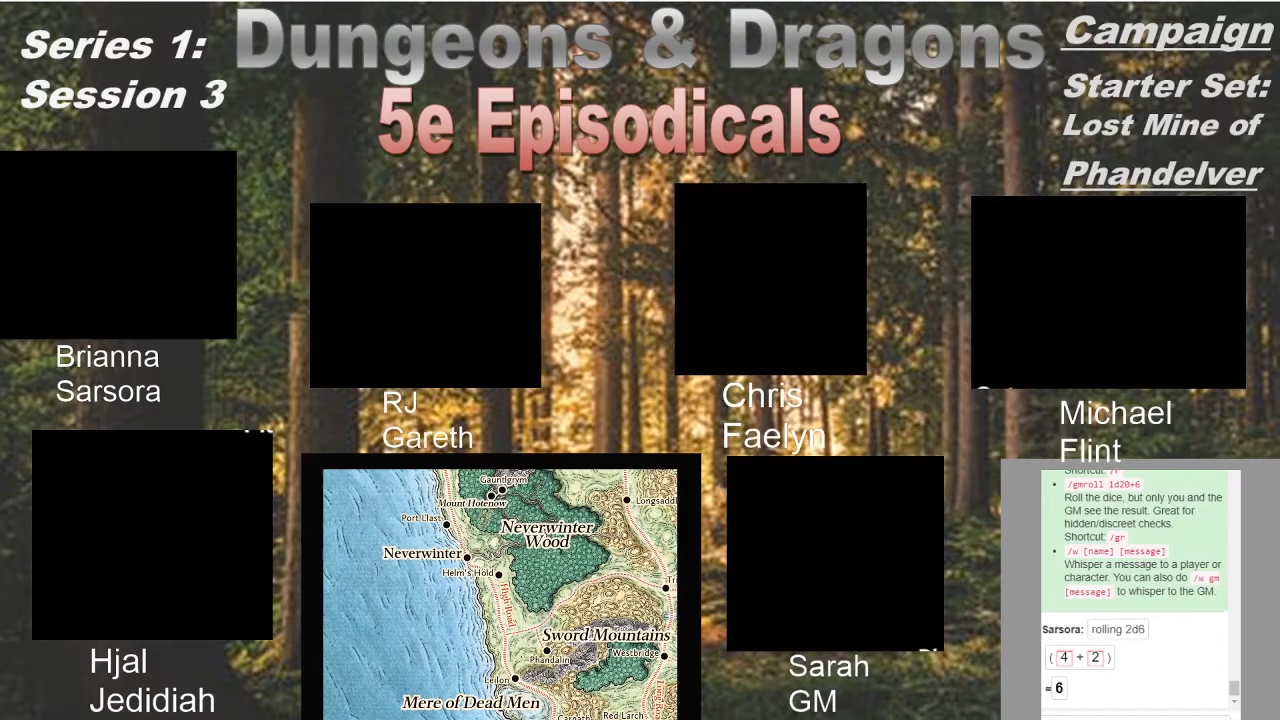 Series 1:
Session 3
Dungeons & Dragons
5e Episodicals
Campaign
Starter Set:
Lost Mine of
Phandelver
Brianna
Sarsora
RJ
Gareth
Chris
Faelyn
Michael
Flint
Hjal
Jedidiah
Gauntlgrym
Mount Hotenow
Port Llast
Neverwinter
Wood
Neverwinter
Helm's Hold
High Road
Sword Mountains
Phandalin
Westbridge
Leilon
Mere of Dead Men
Red Larch
Sarah
GM
Shortcut: /r
/gmroll 1d20+6
Roll the dice, but only you and the
GM see the result. Great for
hidden/discreet checks.
Shortcut: /gr
/w [name] [message]
Whisper a message to a player or
character. You can also do /w gm
[message] to whisper to the GM.
Sarsora: rolling 2d6
(4+2)
=6